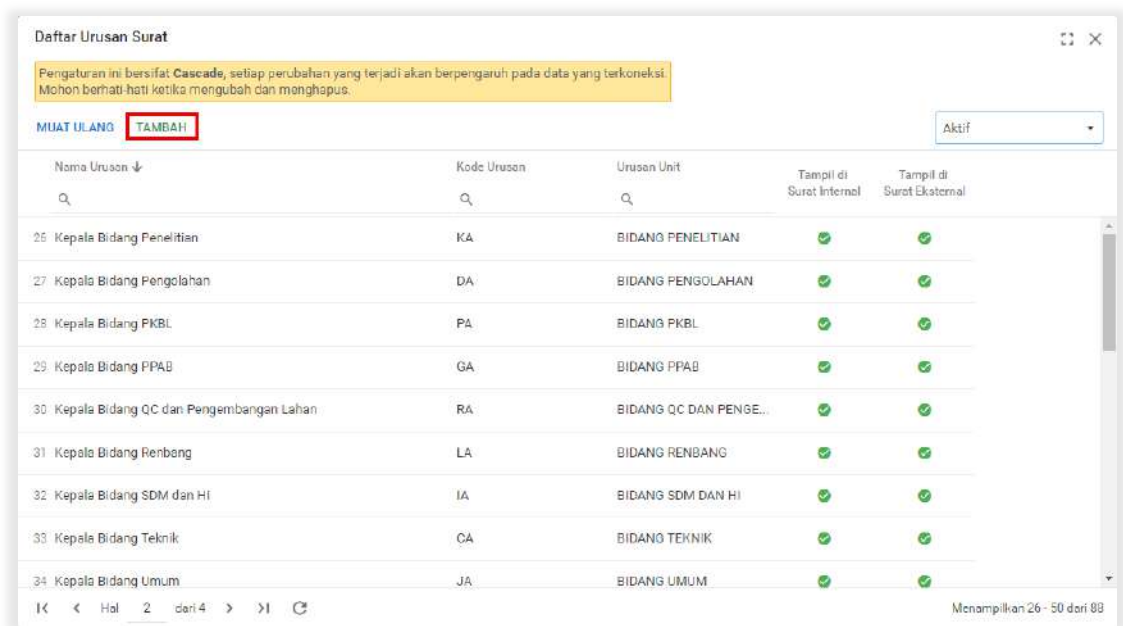 Daftar Urusan Surat
Pengaturan ini bersifat Cascade, setiap perubahan yang terjadi akan berpengaruh pada data yang terkoneksi.
Mohon berhati-hati ketika mengubah dan menghapus.
MUAT ULANG TAMBAH Aktif
Nama Urusan Kode Urusan Urusan Unit Tampil di Surat Internal Tampil di Surat Eksternal
26 Kepala Bidang Penelitian KA BIDANG PENELITIAN
27 Kepala Bidang Pengolahan DA BIDANG PENGOLAHAN
28 Kepala Bidang PKBL PA BIDANG PKBL
29 Kepala Bidang PPAB GA BIDANG PPAB
30 Kepala Bidang QC dan Pengembangan Lahan RA BIDANG QC DAN PENGE...
31 Kepala Bidang Renbang LA BIDANG RENBANG
32 Kepala Bidang SDM dan HI IA BIDANG SDM DAN HI
33 Kepala Bidang Teknik CA BIDANG TEKNIK
34 Kepala Bidang Umum JA BIDANG UMUM
Hal 2 dari 4 Menampilkan 26 - 50 dari 88